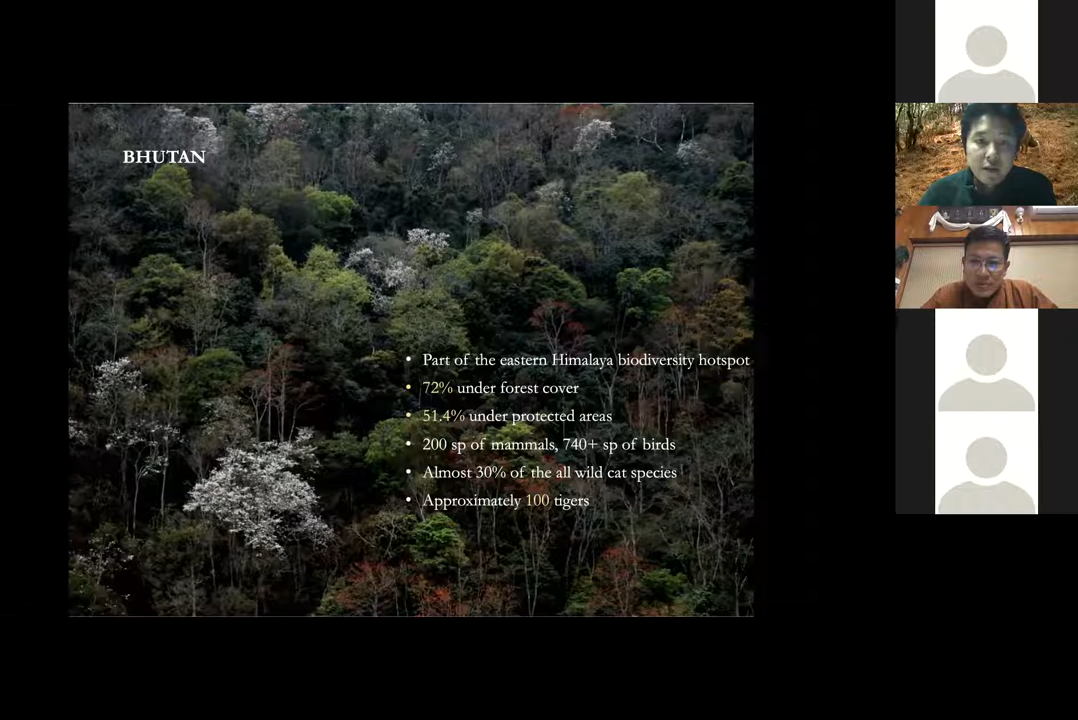 BHUTAN
• Part of the eastern Himalaya biodiversity hotspot
• 72% under forest cover
• 51.4% under protected areas
• 200 sp of mammals, 740+ sp of birds
• Almost 30% of the all wild cat species
• Approximately 100 tigers